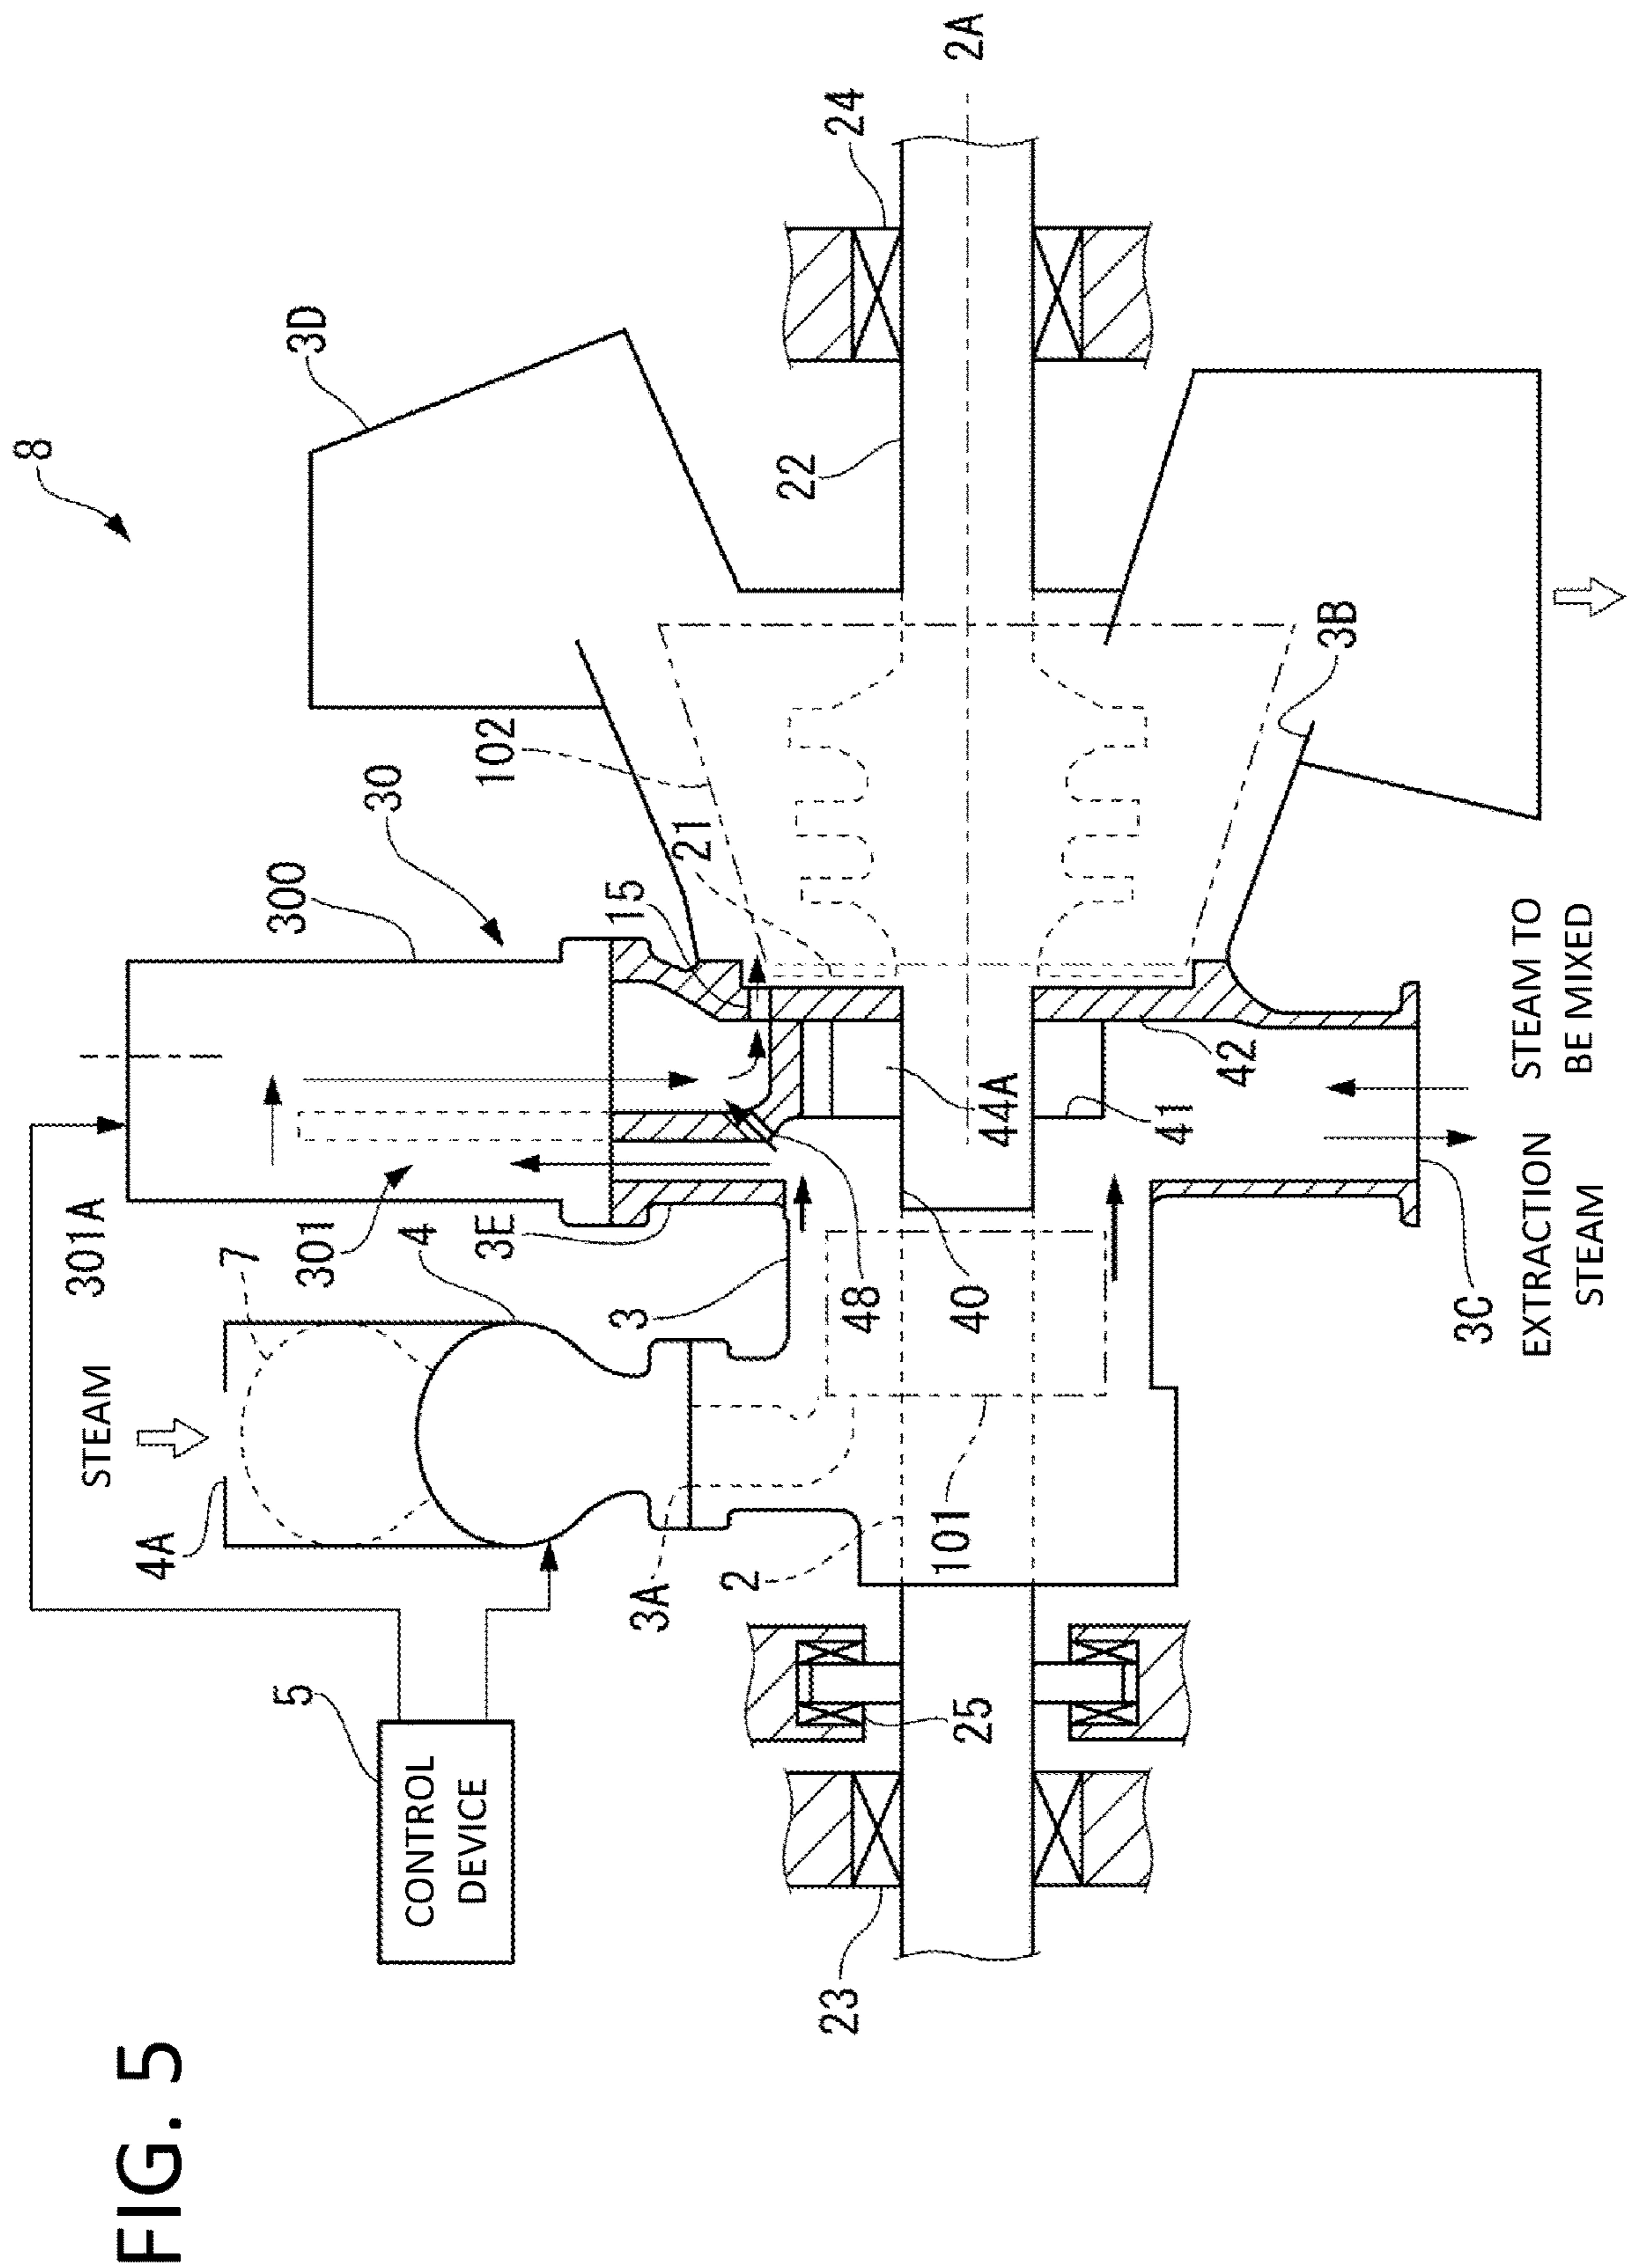 FIG. 5
8
3D
2A
24
22
30
300
102
21
15
3B
301A
301
7
4
3E
STEAM
4A
3
48
40
44A
41
42
STEAM TO
BE MIXED
EXTRACTION
STEAM
3C
3A
2
101
5
CONTROL
DEVICE
25
23